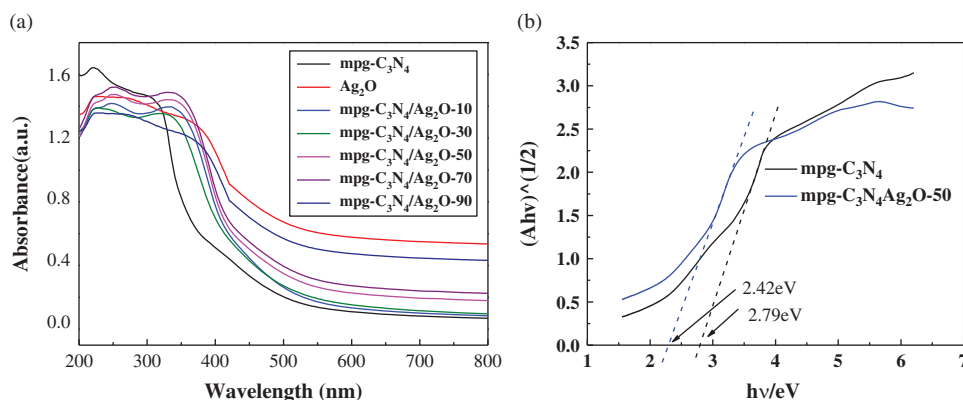 (a)
1.6
1.2
0.8
0.4
0.0
200 300 400 500 600 700 800
Absorbance(a.u.)
Wavelength (nm)
mpg-C₃N₄
Ag₂O
mpg-C₃N₄/Ag₂O-10
mpg-C₃N₄/Ag₂O-30
mpg-C₃N₄/Ag₂O-50
mpg-C₃N₄/Ag₂O-70
mpg-C₃N₄/Ag₂O-90
(b)
3.5
3.0
2.5
2.0
1.5
1.0
0.5
0.0
1 2 3 4 5 6 7
(Ahv)^(1/2)
hv/eV
mpg-C₃N₄
mpg-C₃N₄Ag₂O-50
2.42eV
2.79eV